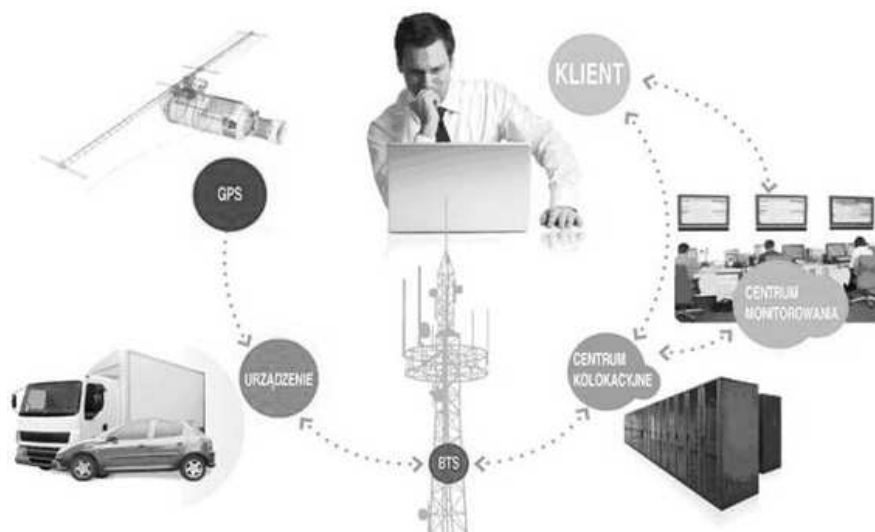 KLIENT
GPS
CENTRUM
MONITOROWANIA
URZĄDZENIE
CENTRUM
KOLOKACYJNE
BTS